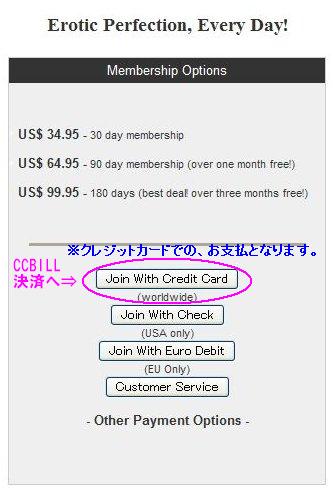 Erotic Perfection, Every Day!
Membership Options
US$ 34.95 - 30 day membership
US$ 64.95 - 90 day membership (over one month free!)
US$ 99.95 - 180 days (best deal! over three months free!)
※クレジットカードでの、お支払となります。
CCBILL
決済へ⇒
Join With Credit Card
(worldwide)
Join With Check
(USA only)
Join With Euro Debit
(EU Only)
Customer Service
- Other Payment Options -